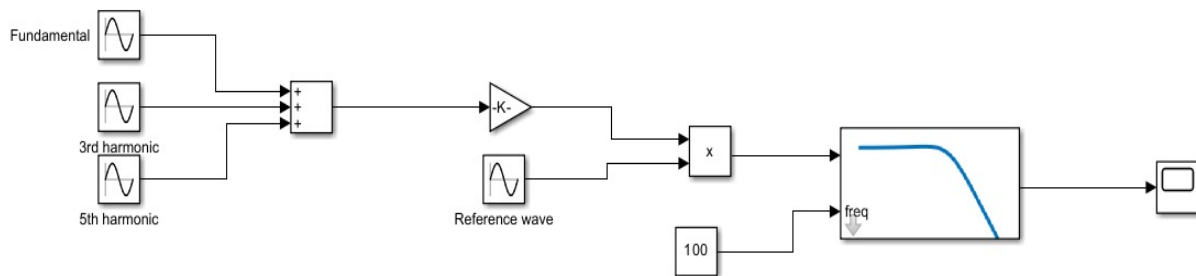 Fundamental
+
+
+
3rd harmonic
5th harmonic
-K-
Reference wave
x
100
freq